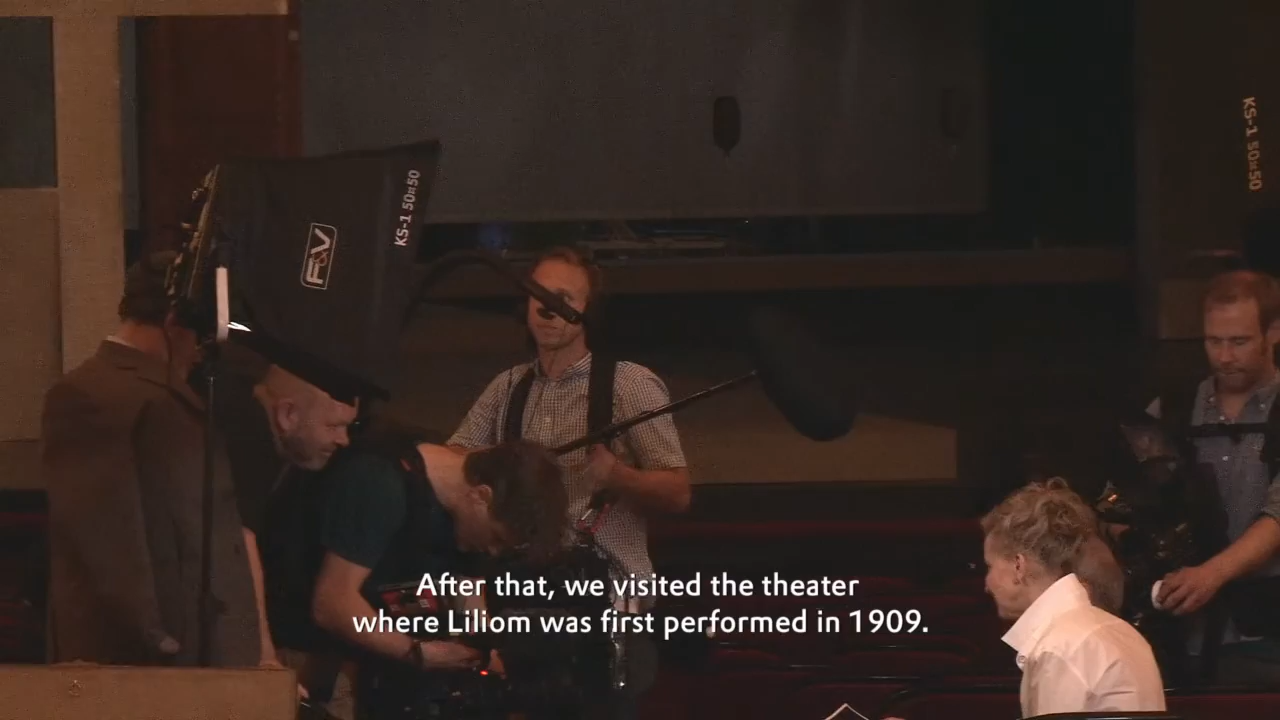 KS-1 50x50
F&V
KS-1 50x50
After that, we visited the theater
where Liliom was first performed in 1909.